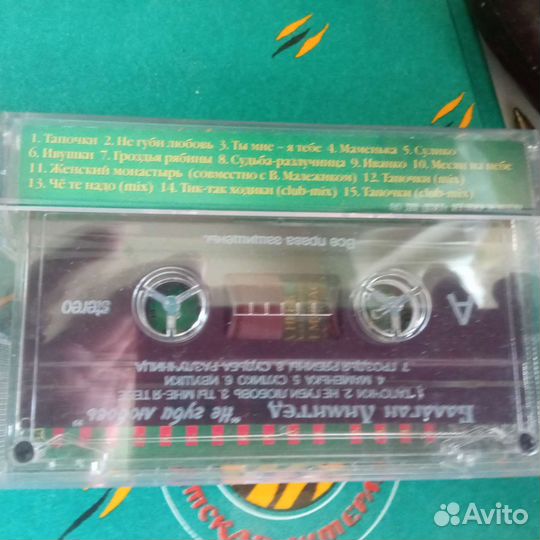 1. Тапочки 2. Не губи любовь 3. Ты мне – я тебе 4. Маменька 5. Сулико
6. Ивушки 7. Гроздья рябины 8. Судьба-разлучница 9. Иванко 10. Месяц на небе
11. Женский монастырь (совместно с В. Малежиком) 12. Тапочки (mix)
13. Чё те надо (mix) 14. Тик-так ходики (club-mix) 15. Тапочки (club-mix)
Все права защищены
stereo
A
7. ГРОЗДЬЯ РЯБИНЫ 8. СУДЬБА-РАЗЛУЧНИЦА
4. МАМЕНЬКА 5. СУЛИКО 6. ИВУШКИ
1. ТАПОЧКИ 2. НЕ ГУБИ ЛЮБОВЬ 3. ТЫ МНЕ-Я ТЕБЕ
Балаган Лимитед "Не губи любовь"
Avito